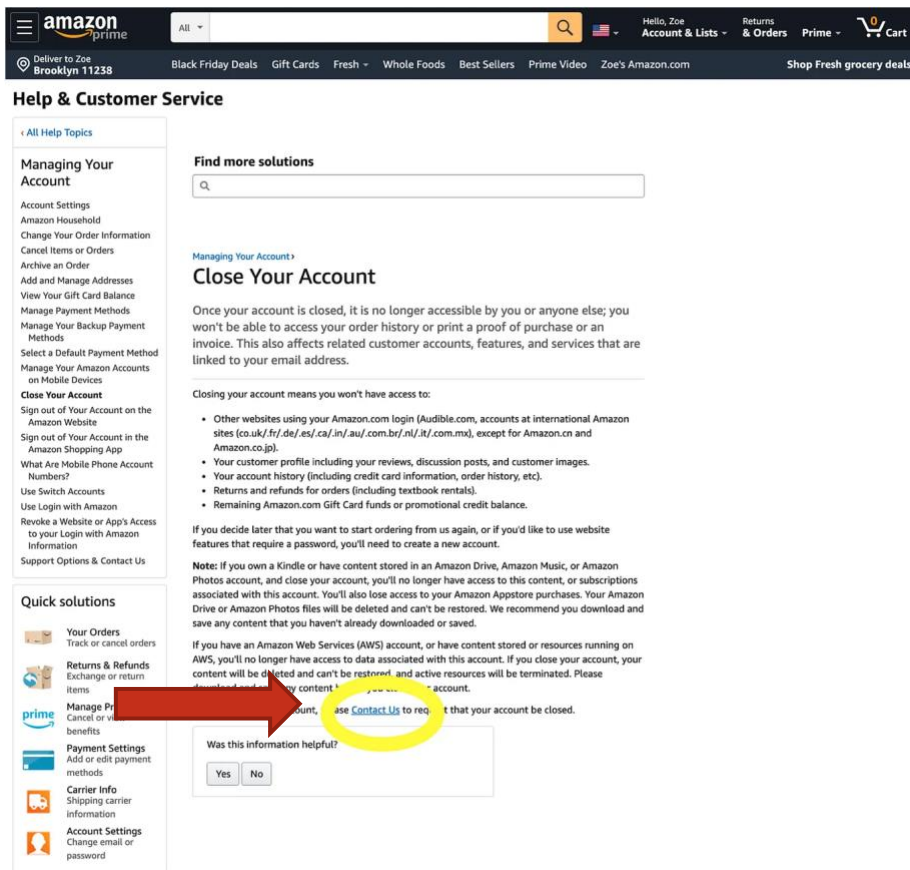 amazon
prime
All
Hello, Zoe
Account & Lists
Returns
& Orders
Prime
0
Cart
Deliver to Zoe
Brooklyn 11238
Black Friday Deals Gift Cards Fresh Whole Foods Best Sellers Prime Video Zoe's Amazon.com
Shop Fresh grocery deals
Help & Customer Service
‹ All Help Topics
Managing Your
Account
Account Settings
Amazon Household
Change Your Order Information
Cancel Items or Orders
Archive an Order
Add and Manage Addresses
View Your Gift Card Balance
Manage Payment Methods
Manage Your Backup Payment
Methods
Select a Default Payment Method
Manage Your Amazon Accounts
on Mobile Devices
Close Your Account
Sign out of Your Account on the
Amazon Website
Sign out of Your Account in the
Amazon Shopping App
What Are Mobile Phone Account
Numbers?
Use Switch Accounts
Use Login with Amazon
Revoke a Website or App's Access
to your Login with Amazon
Information
Support Options & Contact Us
Quick solutions
Your Orders
Track or cancel orders
Returns & Refunds
Exchange or return
items
prime
Manage
Cancel or
benefits
Payment Settings
Add or edit payment
methods
Carrier Info
Shipping carrier
information
Account Settings
Change email or
password
Find more solutions
Managing Your Account ›
Close Your Account
Once your account is closed, it is no longer accessible by you or anyone else; you
won't be able to access your order history or print a proof of purchase or an
invoice. This also affects related customer accounts, features, and services that are
linked to your email address.
Closing your account means you won't have access to:
• Other websites using your Amazon.com login (Audible.com, accounts at international Amazon
sites (co.uk/.fr/.de/.es/.ca/.in/.au/.com.br/.nl/.it/.com.mx), except for Amazon.cn and
Amazon.co.jp).
• Your customer profile including your reviews, discussion posts, and customer images.
• Your account history (including credit card information, order history, etc).
• Returns and refunds for orders (including textbook rentals).
• Remaining Amazon.com Gift Card funds or promotional credit balance.
If you decide later that you want to start ordering from us again, or if you'd like to use website
features that require a password, you'll need to create a new account.
Note: If you own a Kindle or have content stored in an Amazon Drive, Amazon Music, or Amazon
Photos account, and close your account, you'll no longer have access to this content, or subscriptions
associated with this account. You'll also lose access to your Amazon Appstore purchases. Your Amazon
Drive or Amazon Photos files will be deleted and can't be restored. We recommend you download and
save any content that you haven't already downloaded or saved.
If you have an Amazon Web Services (AWS) account, or have content stored or resources running on
AWS, you'll no longer have access to data associated with this account. If you close your account, your
content will be deleted and can't be restored, and active resources will be terminated. Please
content account.
Contact Us to that your account be closed.
Was this information helpful?
Yes No